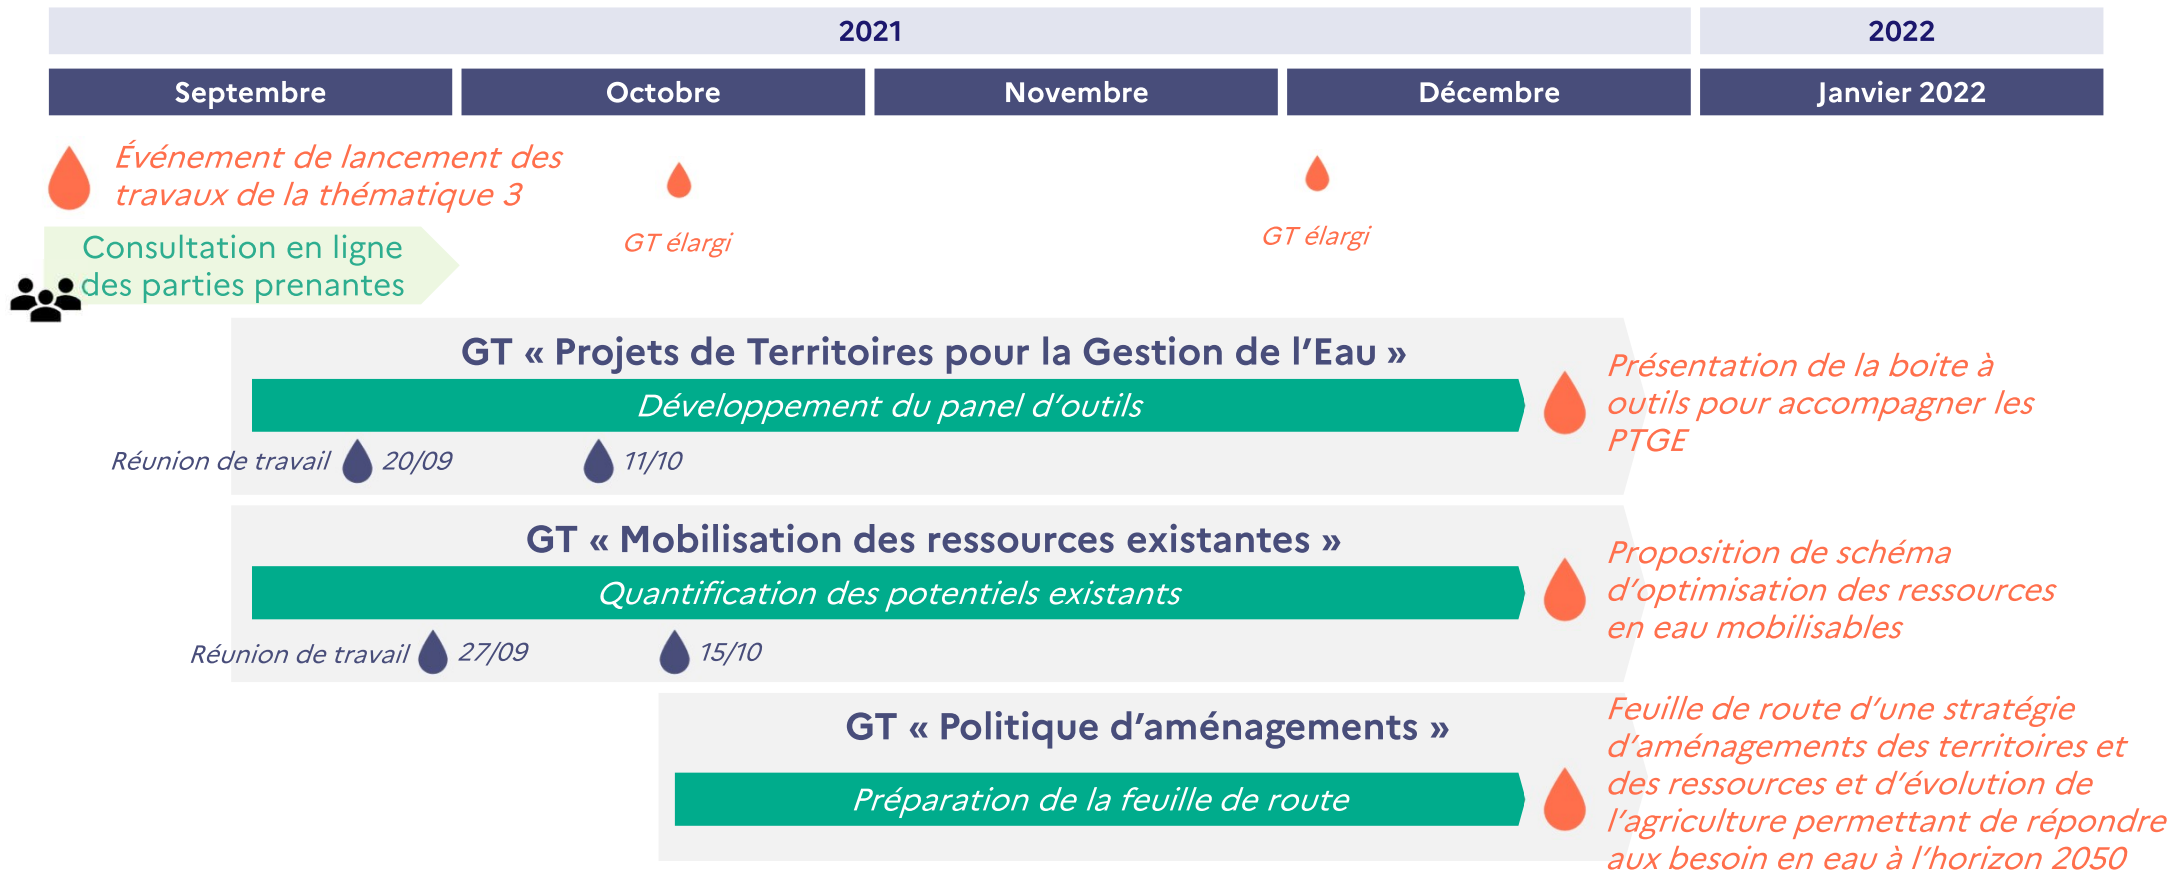 2021
2022
Septembre
Octobre
Novembre
Décembre
Janvier 2022
Événement de lancement des
travaux de la thématique 3
GT élargi
GT élargi
Consultation en ligne
des parties prenantes
GT « Projets de Territoires pour la Gestion de l’Eau »
Développement du panel d’outils
Réunion de travail
20/09
11/10
Présentation de la boite à
outils pour accompagner les
PTGE
GT « Mobilisation des ressources existantes »
Quantification des potentiels existants
Réunion de travail
27/09
15/10
Proposition de schéma
d’optimisation des ressources
en eau mobilisables
GT « Politique d’aménagements »
Préparation de la feuille de route
Feuille de route d’une stratégie
d’aménagements des territoires et
des ressources et d’évolution de
l’agriculture permettant de répondre
aux besoin en eau à l’horizon 2050